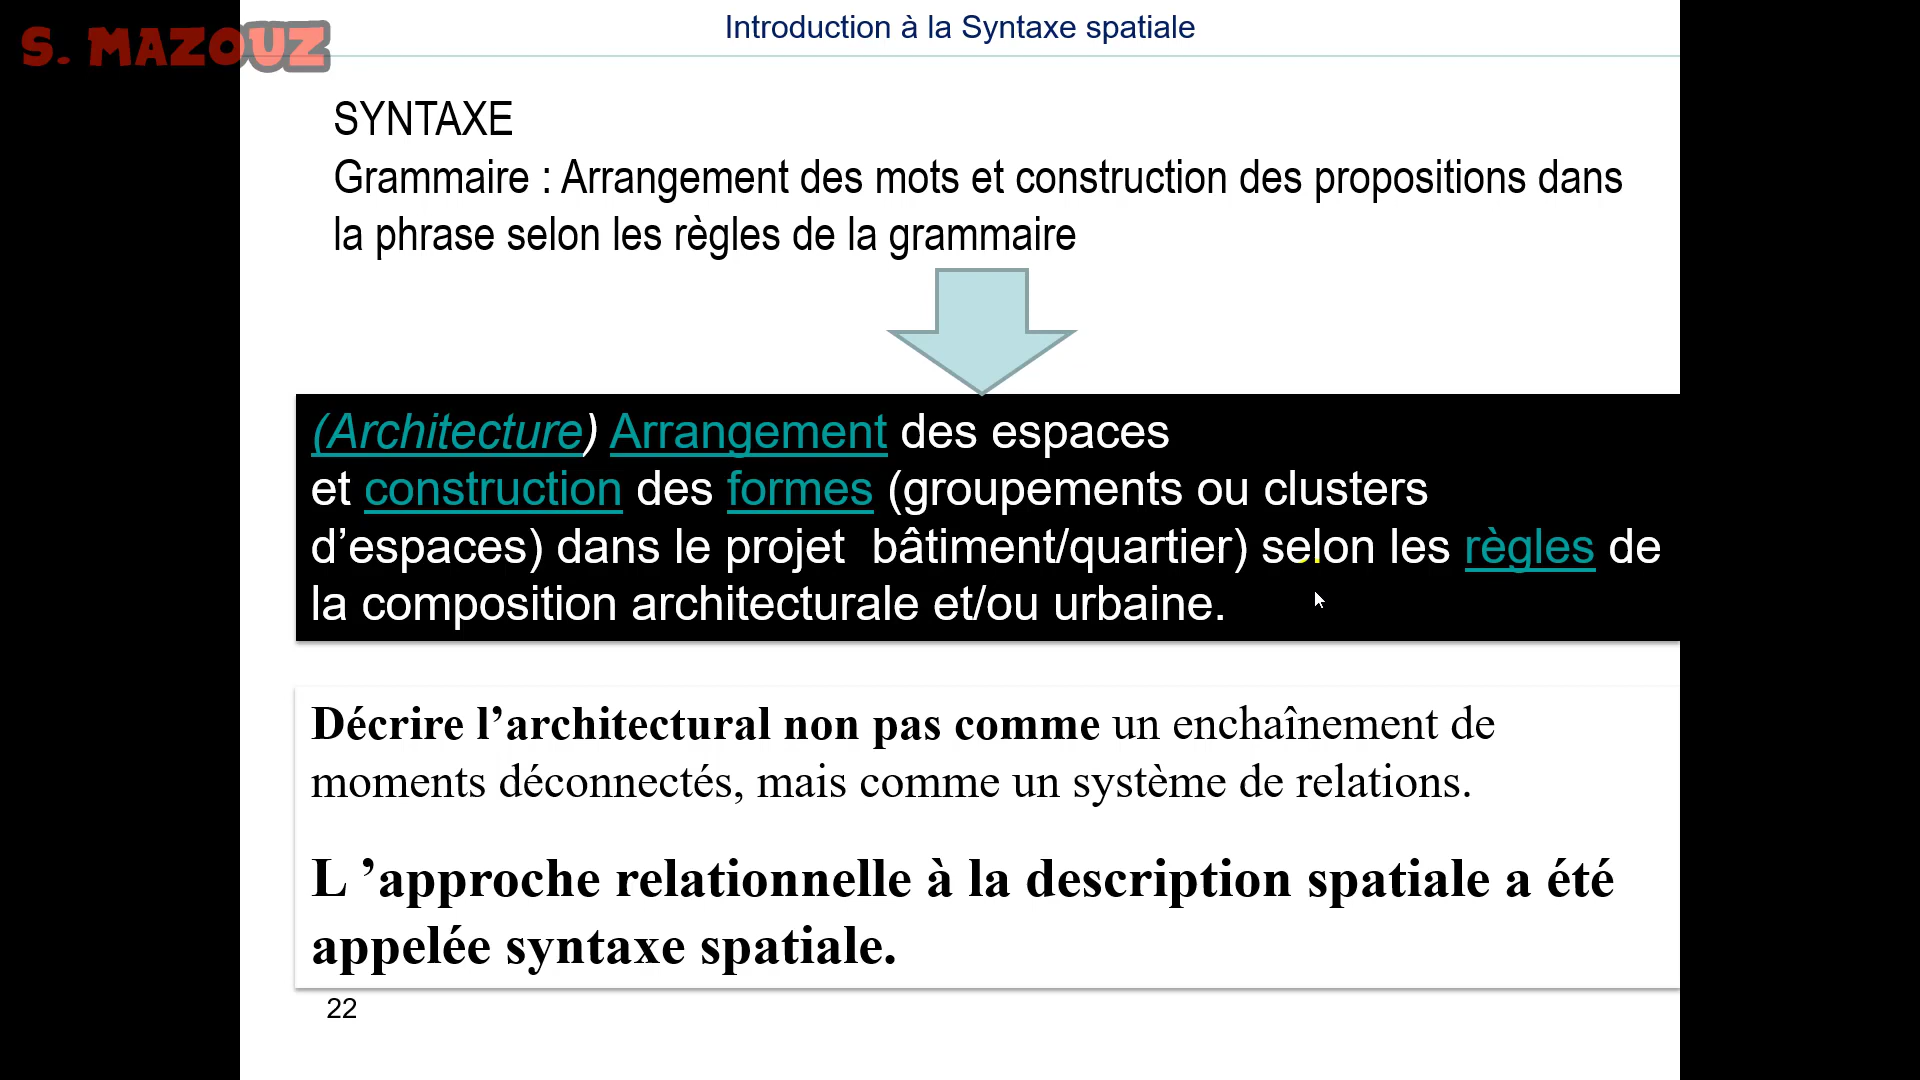 S. MAZOUZ
Introduction à la Syntaxe spatiale
SYNTAXE
Grammaire : Arrangement des mots et construction des propositions dans
la phrase selon les règles de la grammaire
(Architecture) Arrangement des espaces
et construction des formes (groupements ou clusters
d’espaces) dans le projet  bâtiment/quartier) selon les règles de
la composition architecturale et/ou urbaine.
Décrire l’architectural non pas comme un enchaînement de
moments déconnectés, mais comme un système de relations.
L ’approche relationnelle à la description spatiale a été
appelée syntaxe spatiale.
22